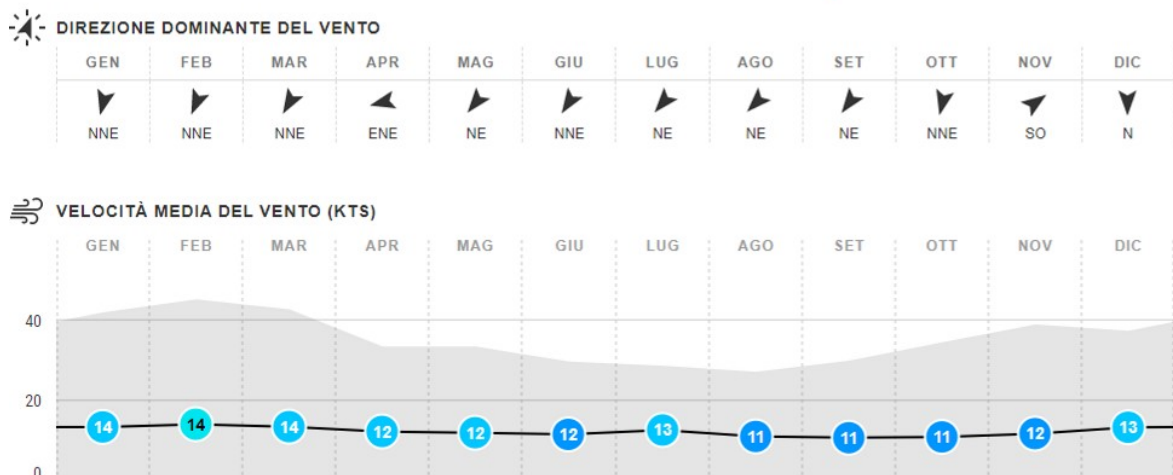 DIREZIONE DOMINANTE DEL VENTO
GEN FEB MAR APR MAG GIU LUG AGO SET OTT NOV DIC
NNE NNE NNE ENE NE NNE NE NE NE NNE SO N
VELOCITÀ MEDIA DEL VENTO (KTS)
GEN FEB MAR APR MAG GIU LUG AGO SET OTT NOV DIC
40
20
14 14 14 12 12 12 13 11 11 11 12 13
0